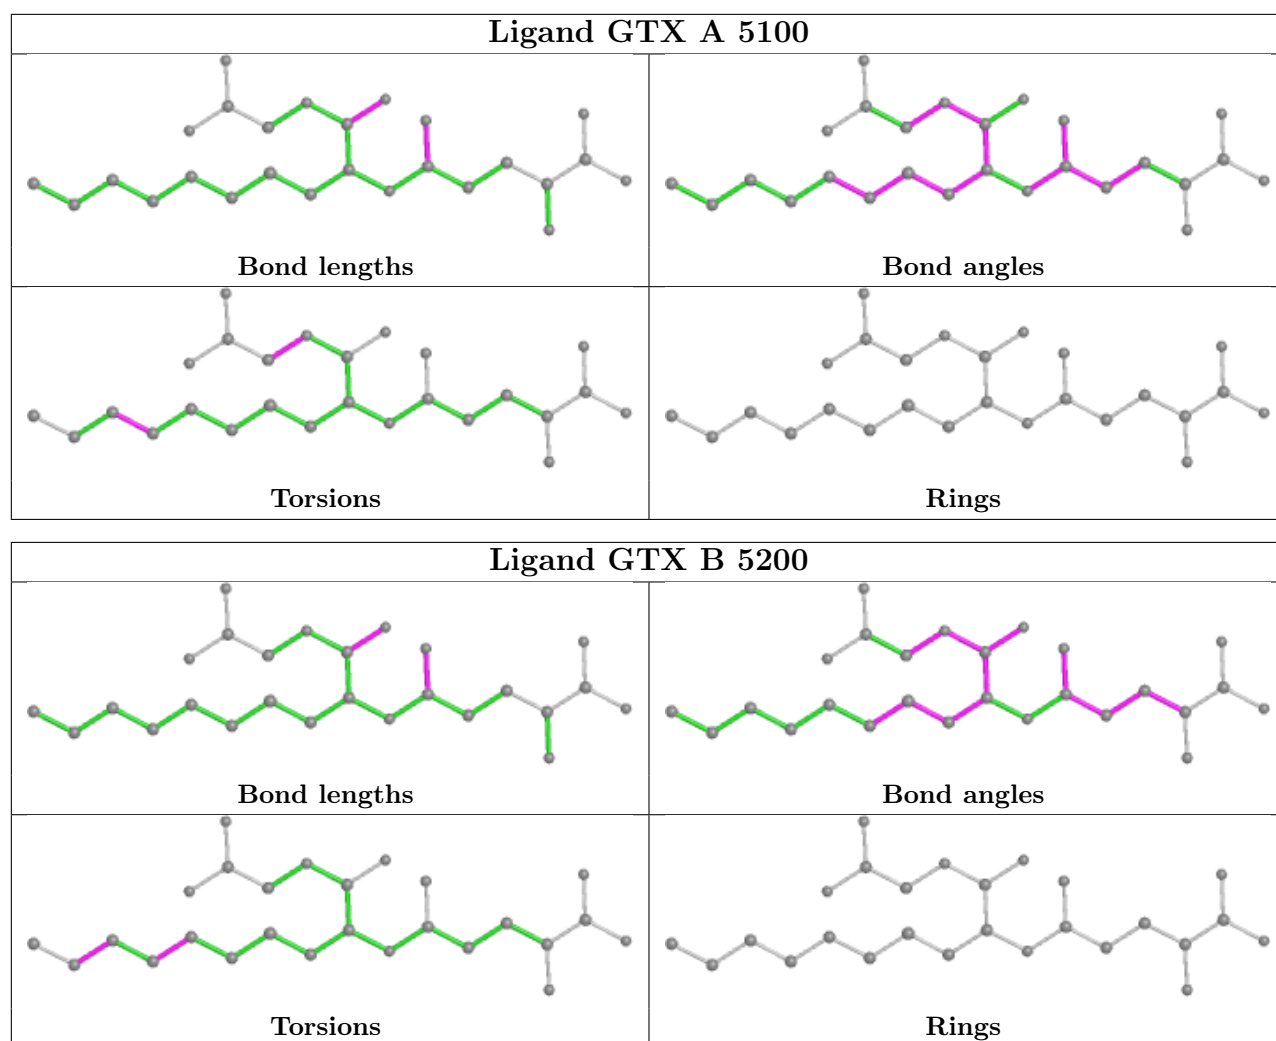 Ligand GTX A 5100
Bond lengths
Bond angles
Torsions
Rings
Ligand GTX B 5200
Bond lengths
Bond angles
Torsions
Rings